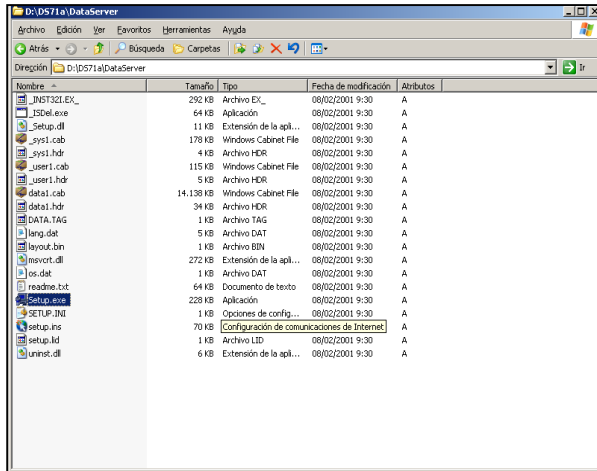 D:\DS71a\DataServer
Archivo Edición Ver Favoritos Herramientas Ayuda
Atrás Búsqueda Carpetas
Dirección D:\DS71a\DataServer Ir
Nombre Tamaño Tipo Fecha de modificación Atributos
_INST32I.EX_ 292 KB Archivo EX_ 08/02/2001 9:30 A
_ISDel.exe 64 KB Aplicación 08/02/2001 9:30 A
_Setup.dll 11 KB Extensión de la apli... 08/02/2001 9:30 A
_sys1.cab 178 KB Windows Cabinet File 08/02/2001 9:30 A
_sys1.hdr 4 KB Archivo HDR 08/02/2001 9:30 A
_user1.cab 115 KB Windows Cabinet File 08/02/2001 9:30 A
_user1.hdr 5 KB Archivo HDR 08/02/2001 9:30 A
data1.cab 14.138 KB Windows Cabinet File 08/02/2001 9:30 A
data1.hdr 34 KB Archivo HDR 08/02/2001 9:30 A
DATA.TAG 1 KB Archivo TAG 08/02/2001 9:30 A
lang.dat 5 KB Archivo DAT 08/02/2001 9:30 A
layout.bin 1 KB Archivo BIN 08/02/2001 9:30 A
msvcrt.dll 272 KB Extensión de la apli... 08/02/2001 9:30 A
os.dat 1 KB Archivo DAT 08/02/2001 9:30 A
readme.txt 64 KB Documento de texto 08/02/2001 9:30 A
Setup.exe 228 KB Aplicación 08/02/2001 9:30 A
SETUP.INI 1 KB Opciones de config... 08/02/2001 9:30 A
setup.ins 70 KB Configuración de comunicaciones de Internet A
setup.lid 1 KB Archivo LID 08/02/2001 9:30 A
uninst.dll 6 KB Extensión de la apli... 08/02/2001 9:30 A